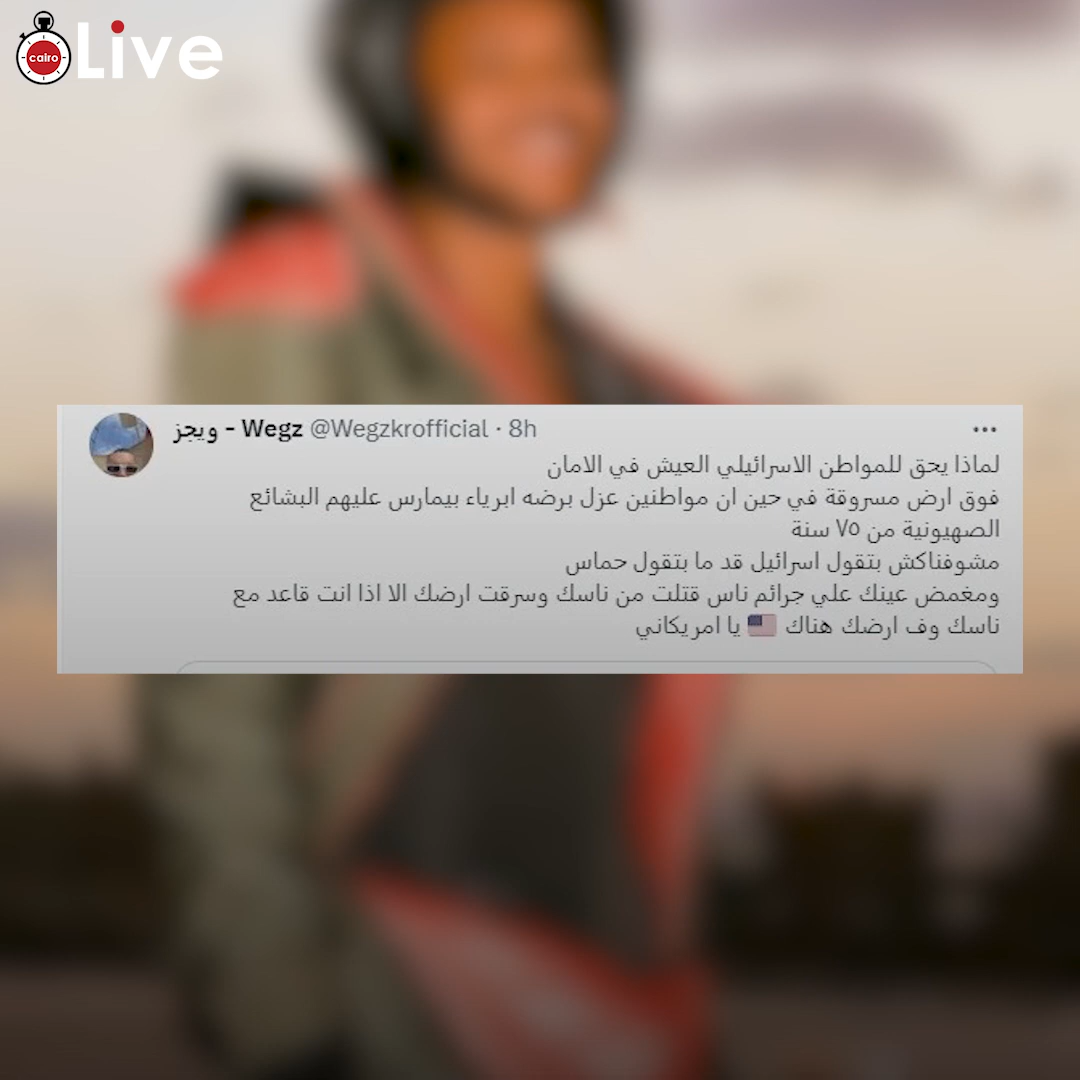 cairo Live
ويجز - Wegz @Wegzkrofficial · 8h
لماذا يحق للمواطن الاسرائيلي العيش في الامان
فوق ارض مسروقة في حين ان مواطنين عزل برضه ابرياء بيمارس عليهم البشائع
الصهيونية من ٧٥ سنة
مشوفناكش بتقول اسرائيل قد ما بتقول حماس
ومغمض عينك علي جرائم ناس قتلت من ناسك وسرقت ارضك الا اذا انت قاعد مع
ناسك وف ارضك هناك 🇺🇸 يا امريكاني